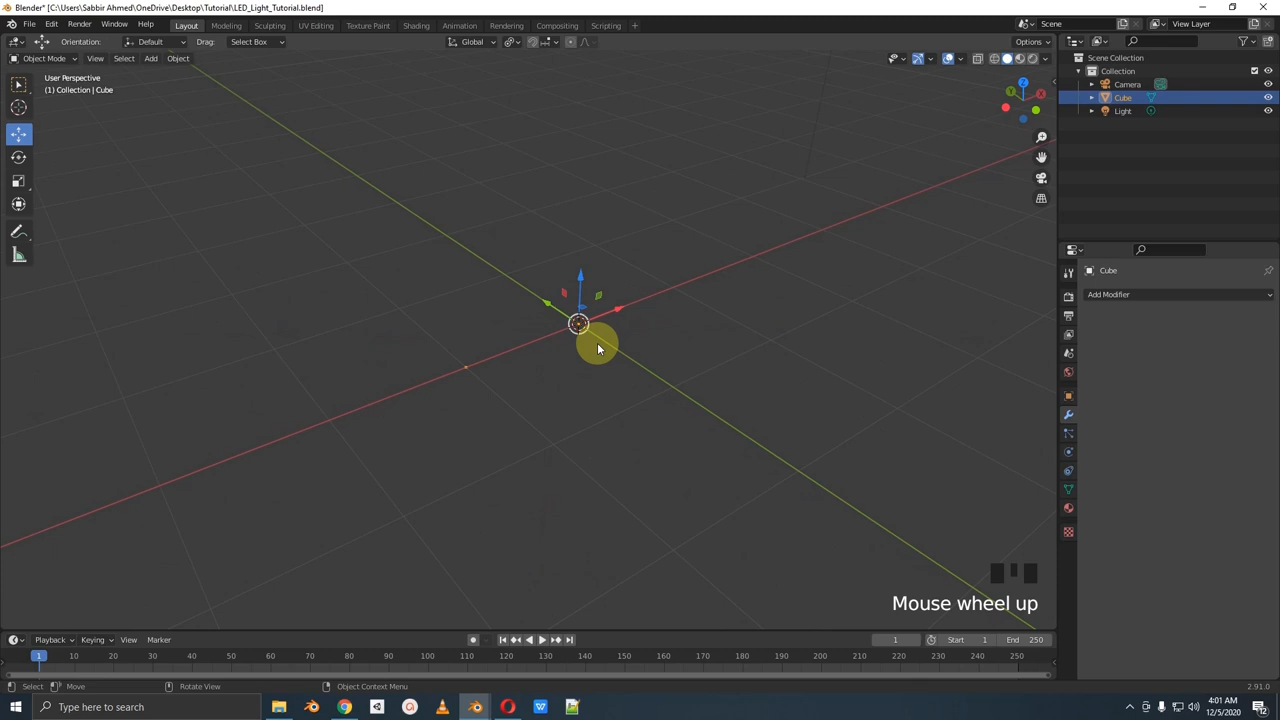 Blender* [C:\Users\Sabbir Ahmed\OneDrive\Desktop\Tutorial\LED_Light_Tutorial.blend]
File Edit Render Window Help Layout Modeling Sculpting UV Editing Texture Paint Shading Animation Rendering Compositing Scripting + Scene View Layer
Orientation: Default Drag: Select Box Global Options
Object Mode View Select Add Object
User Perspective
(1) Collection | Cube
Z
Y
X
Scene Collection
Collection
Camera
Cube
Light
Cube
Add Modifier
Mouse wheel up
Playback Keying View Marker 1 Start 1 End 250
1 10 20 30 40 50 60 70 80 90 100 110 120 130 140 150 160 170 180 190 200 210 220 230 240 250
Select Move Rotate View Object Context Menu 2.91.0
Type here to search
4:01 AM
12/5/2020
12